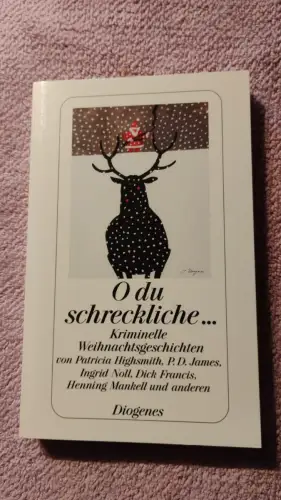 O du
schreckliche...
Kriminelle
Weihnachtsgeschichten
von Patricia Highsmith, P. D. James,
Ingrid Noll, Dick Francis,
Henning Mankell und anderen
Diogenes